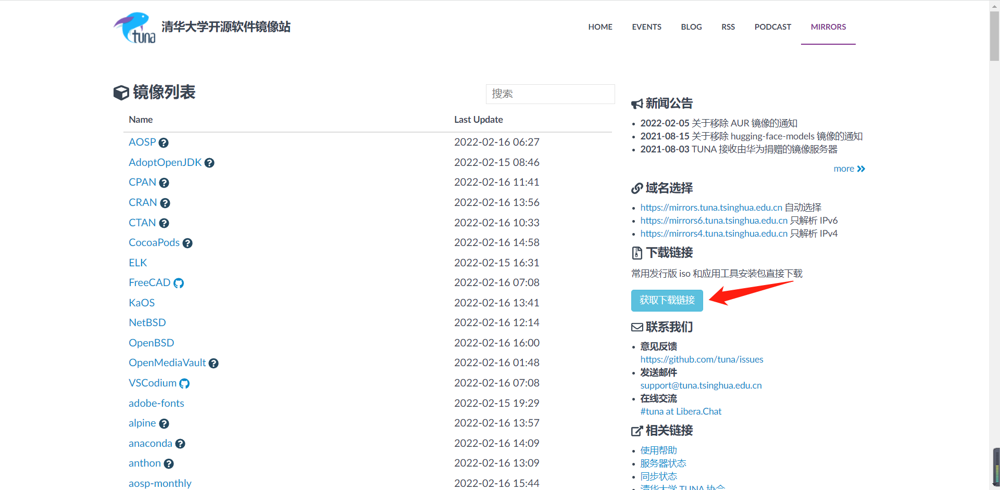 tuna 清华大学开源软件镜像站
HOME EVENTS BLOG RSS PODCAST MIRRORS
镜像列表
搜索
Name Last Update
AOSP 2022-02-16 06:27
AdoptOpenJDK 2022-02-15 08:46
CPAN 2022-02-16 11:41
CRAN 2022-02-16 13:56
CTAN 2022-02-16 10:33
CocoaPods 2022-02-16 14:58
ELK 2022-02-15 16:31
FreeCAD 2022-02-16 07:08
KaOS 2022-02-16 13:41
NetBSD 2022-02-16 12:14
OpenBSD 2022-02-16 16:00
OpenMediaVault 2022-02-16 01:48
VSCodium 2022-02-16 07:08
adobe-fonts 2022-02-15 19:29
alpine 2022-02-16 13:57
anaconda 2022-02-16 14:09
anthon 2022-02-16 13:09
aosp-monthly 2022-02-16 15:44
新闻公告
2022-02-05 关于移除 AUR 镜像的通知
2021-08-15 关于移除 hugging-face-models 镜像的通知
2021-08-03 TUNA 接收由华为捐赠的镜像服务器
more
域名选择
https://mirrors.tuna.tsinghua.edu.cn 自动选择
https://mirrors6.tuna.tsinghua.edu.cn 只解析 IPv6
https://mirrors4.tuna.tsinghua.edu.cn 只解析 IPv4
下载链接
常用发行版 iso 和应用工具安装包直接下载
获取下载链接
联系我们
意见反馈
https://github.com/tuna/issues
发送邮件
support@tuna.tsinghua.edu.cn
在线交流
#tuna at Libera.Chat
相关链接
使用帮助
服务器状态
同步状态
清华大学 TUNA 协会